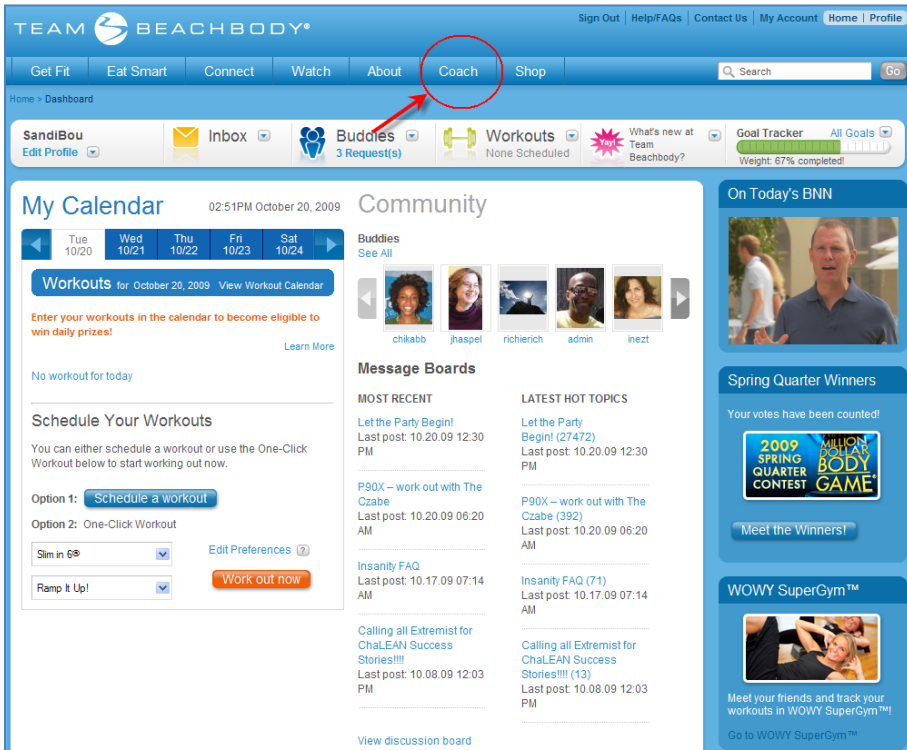 Sign Out | Help/FAQs | Contact Us | My Account | Home | Profile
TEAM BEACHBODY®
Get Fit Eat Smart Connect Watch About Coach Shop
Search Go
Home > Dashboard
SandiBou
Edit Profile
Inbox
Buddies
3 Request(s)
Workouts
None Scheduled
Yay!
What's new at
Team
Beachbody?
Goal Tracker All Goals
Weight: 67% completed!
My Calendar 02:51PM October 20, 2009
Tue
10/20
Wed
10/21
Thu
10/22
Fri
10/23
Sat
10/24
Workouts for October 20, 2009 View Workout Calendar
Enter your workouts in the calendar to become eligible to
win daily prizes!
Learn More
No workout for today
Schedule Your Workouts
You can either schedule a workout or use the One-Click
Workout below to start working out now.
Option 1: Schedule a workout
Option 2: One-Click Workout
Slim in 6®
Edit Preferences ?
Ramp It Up!
Work out now
Community
Buddies
See All
chikabb jhaspel richierich admin inezt
Message Boards
MOST RECENT
Let the Party Begin!
Last post: 10.20.09 12:30
PM
P90X – work out with The
Czabe
Last post: 10.20.09 06:20
AM
Insanity FAQ
Last post: 10.17.09 07:14
AM
Calling all Extremist for
ChaLEAN Success
Stories!!!!
Last post: 10.08.09 12:03
PM
View discussion board
LATEST HOT TOPICS
Let the Party
Begin! (27472)
Last post: 10.20.09 12:30
PM
P90X – work out with The
Czabe (392)
Last post: 10.20.09 06:20
AM
Insanity FAQ (71)
Last post: 10.17.09 07:14
AM
Calling all Extremist for
ChaLEAN Success
Stories!!!! (13)
Last post: 10.08.09 12:03
PM
On Today's BNN
Spring Quarter Winners
Your votes have been counted!
2009
SPRING
QUARTER
CONTEST
MILLION
DOLLAR
BODY
GAME
Meet the Winners!
WOWY SuperGym™
Meet your friends and track your
workouts in WOWY SuperGym™!
Go to WOWY SuperGym™